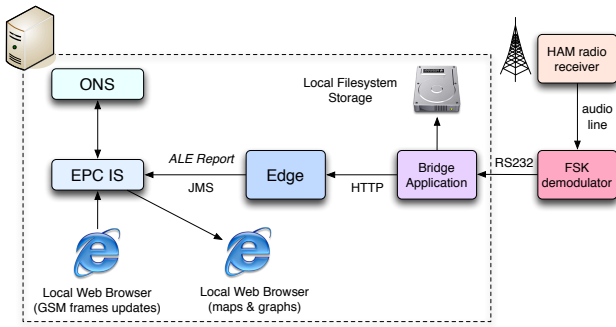 HAM radio
receiver
ONS
Local Filesystem
Storage
audio
line
ALE Report
RS232
EPC IS
Edge
Bridge
Application
FSK
demodulator
JMS
HTTP
Local Web Browser
(GSM frames updates)
Local Web Browser
(maps & graphs)